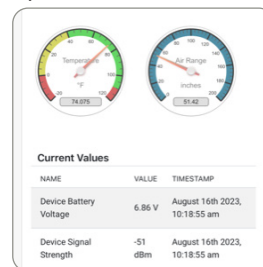 Temperature
°F
74.075
Air Range
inches
51.42
Current Values
NAME VALUE TIMESTAMP
Device Battery Voltage 6.86 V August 16th 2023, 10:18:55 am
Device Signal Strength -51 dBm August 16th 2023, 10:18:55 am